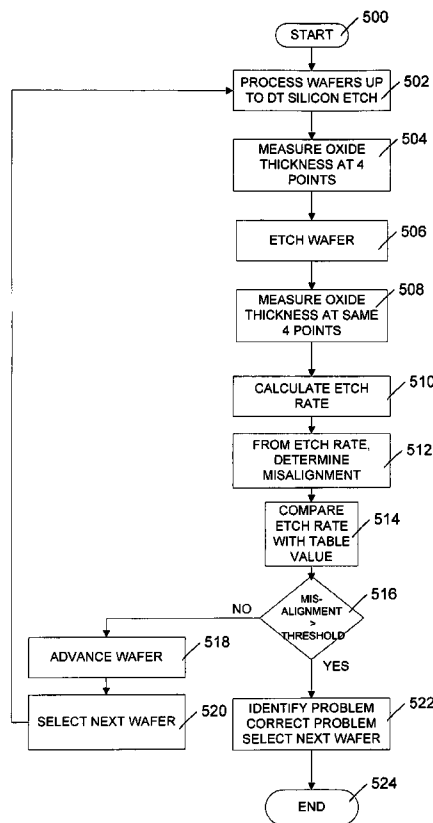 START
500
PROCESS WAFERS UP
TO DT SILICON ETCH
502
MEASURE OXIDE
THICKNESS AT 4
POINTS
504
ETCH WAFER
506
MEASURE OXIDE
THICKNESS AT SAME
4 POINTS
508
CALCULATE ETCH
RATE
510
FROM ETCH RATE,
DETERMINE
MISALIGNMENT
512
COMPARE
ETCH RATE
WITH TABLE
VALUE
514
MIS-
ALIGNMENT
>
THRESHOLD
516
NO
YES
ADVANCE WAFER
518
SELECT NEXT WAFER
520
IDENTIFY PROBLEM
CORRECT PROBLEM
SELECT NEXT WAFER
522
END
524